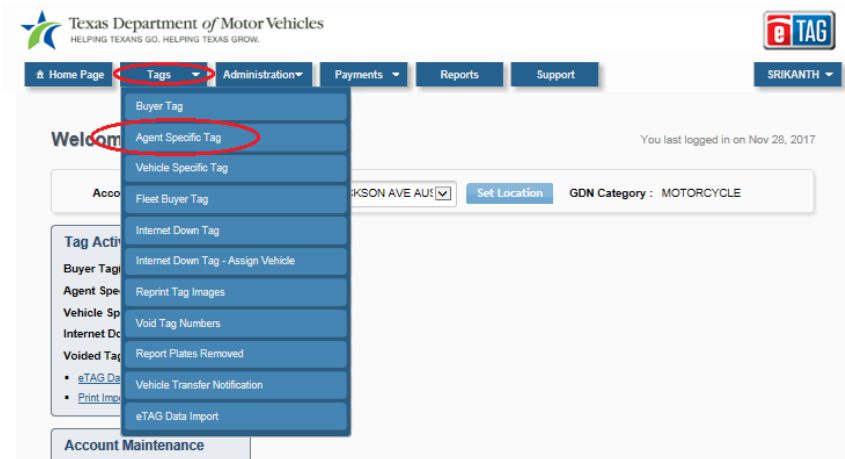 Texas Department of Motor Vehicles
HELPING TEXANS GO. HELPING TEXAS GROW.
e TAG
Home Page Tags Administration Payments Reports Support SRIKANTH
Buyer Tag
Agent Specific Tag
Vehicle Specific Tag
Fleet Buyer Tag
Internet Down Tag
Internet Down Tag - Assign Vehicle
Reprint Tag Images
Void Tag Numbers
Report Plates Removed
Vehicle Transfer Notification
eTAG Data Import
Welcom
You last logged in on Nov 28, 2017
Acco KSON AVE AUS Set Location GDN Category : MOTORCYCLE
Tag Acti
Buyer Tag
Agent Spe
Vehicle Sp
Internet Do
Voided Tag
eTAG Da
Print Impo
Account Maintenance